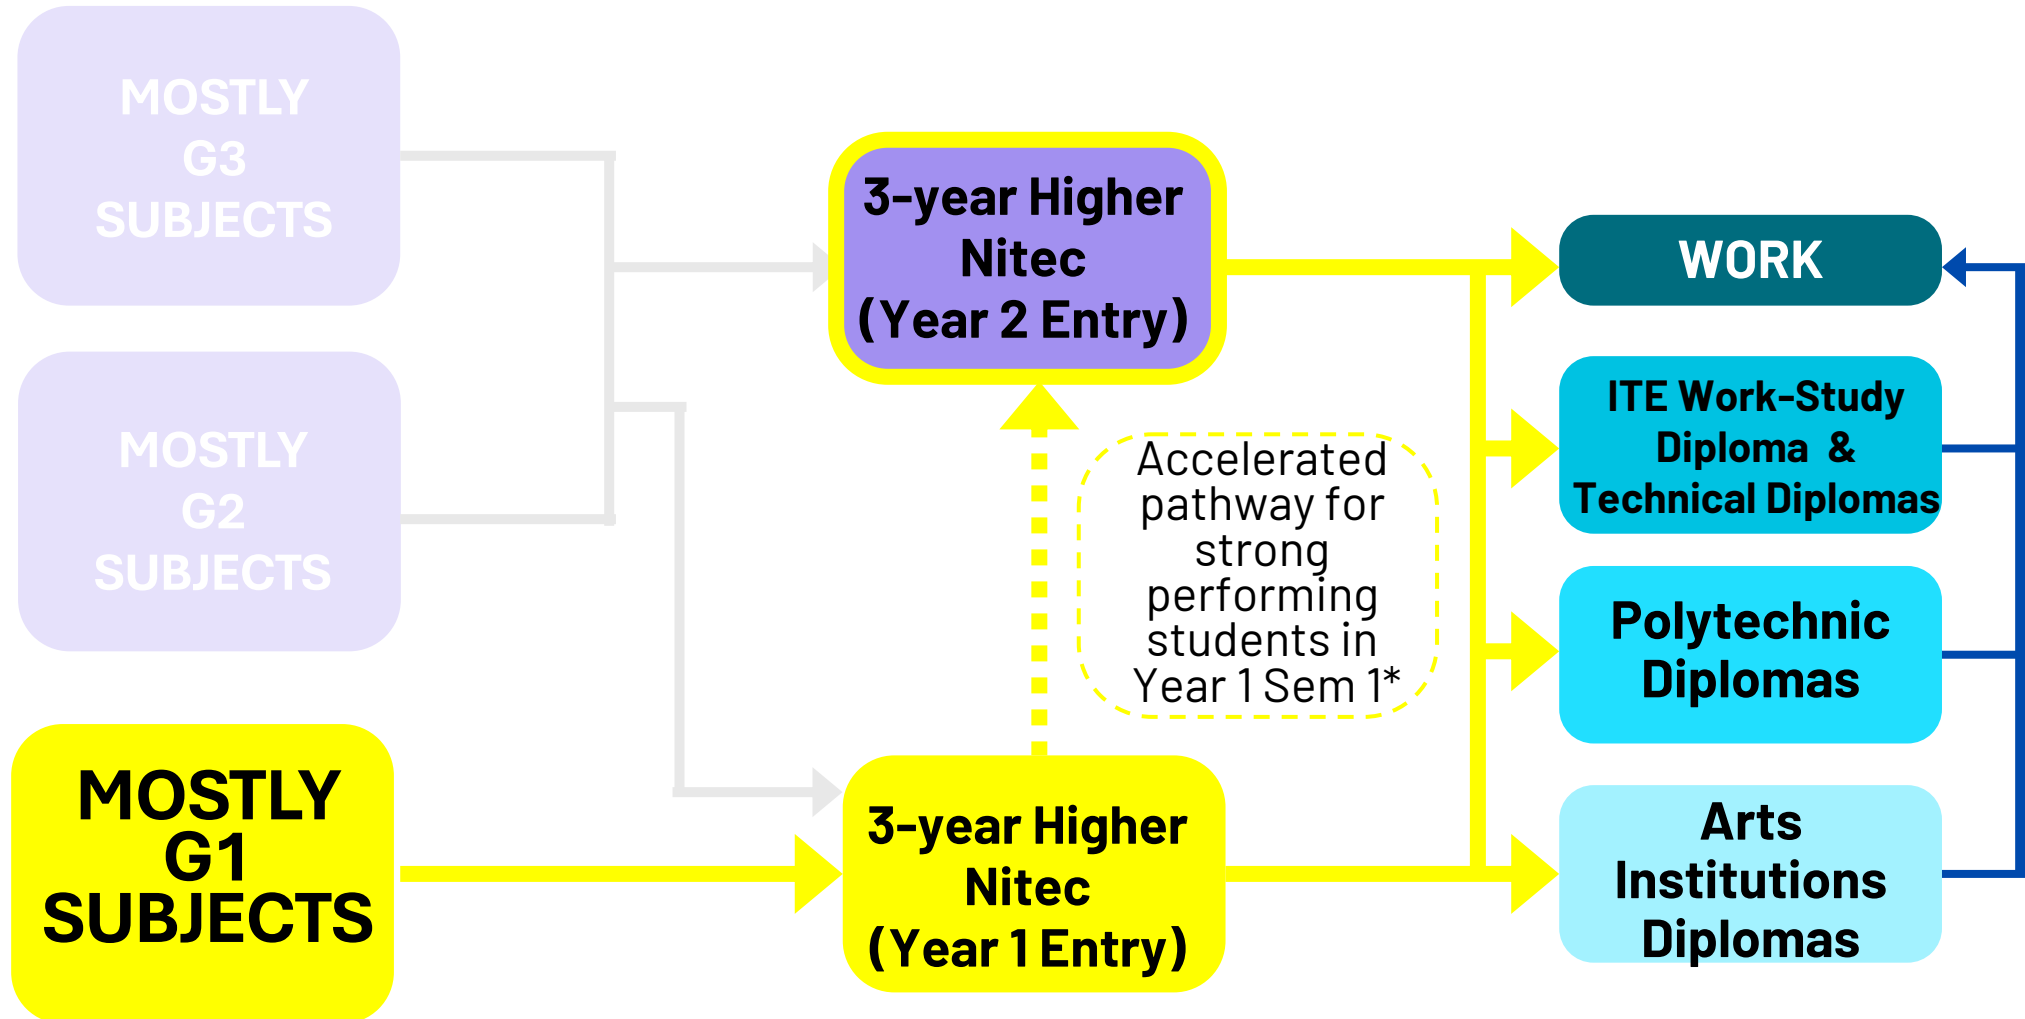 MOSTLY
G3
SUBJECTS
MOSTLY
G2
SUBJECTS
MOSTLY
G1
SUBJECTS
3-year Higher
Nitec
(Year 2 Entry)
Accelerated
pathway for
strong
performing
students in
Year 1 Sem 1*
3-year Higher
Nitec
(Year 1 Entry)
WORK
ITE Work-Study
Diploma &
Technical Diplomas
Polytechnic
Diplomas
Arts
Institutions
Diplomas